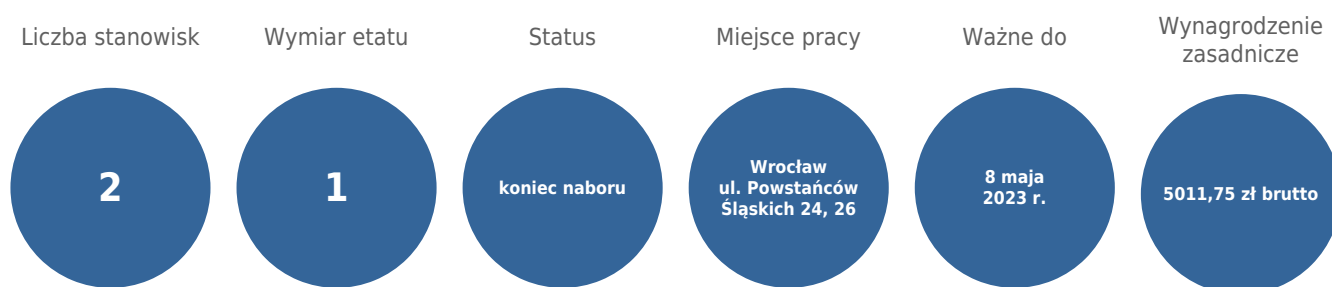 Liczba stanowisk
2
Wymiar etatu
1
Status
koniec naboru
Miejsce pracy
Wrocław
ul. Powstańców
Śląskich 24, 26
Ważne do
8 maja
2023 r.
Wynagrodzenie
zasadnicze
5011,75 zł brutto